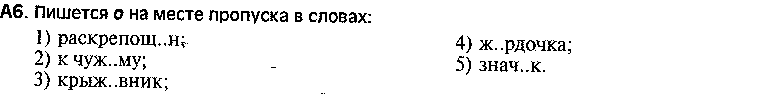 А6. Пишется о на месте пропуска в словах:
1) раскрепощ..н;
2) к чуж..му;
3) крыж..вник;
4) ж..рдочка;
5) знач..к.